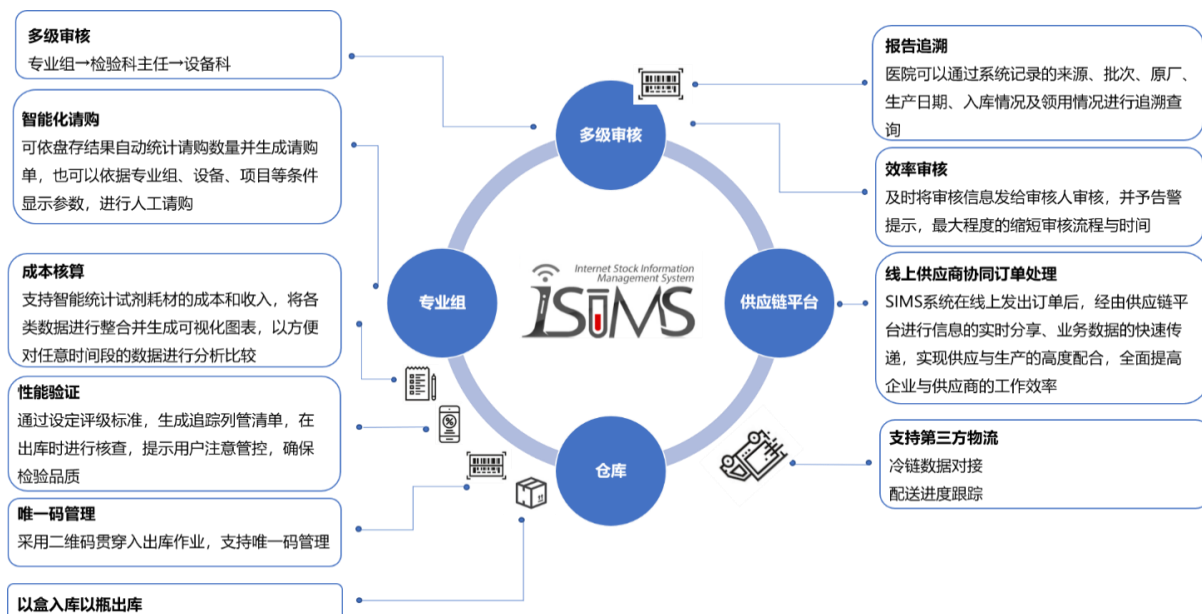 多级审核
专业组→检验科主任→设备科
智能化请购
可依盘存结果自动统计请购数量并生成请购
单，也可以依据专业组、设备、项目等条件
显示参数，进行人工请购
成本核算
支持智能统计试剂耗材的成本和收入，将各
类数据进行整合并生成可视化图表，以方便
对任意时间段的数据进行分析比较
性能验证
通过设定评级标准，生成追踪列管清单，在
出库时进行核查，提示用户注意管控，确保
检验品质
唯一码管理
采用二维码贯穿入出库作业，支持唯一码管理
以盒入库以瓶出库
多级审核
专业组
Internet Stock Information
Management System
iSIMS
供应链平台
仓库
报告追溯
医院可以通过系统记录的来源、批次、原厂、
生产日期、入库情况及领用情况进行追溯查
询
效率审核
及时将审核信息发给审核人审核，并予告警
提示，最大程度的缩短审核流程与时间
线上供应商协同订单处理
SIMS系统在线上发出订单后，经由供应链平
台进行信息的实时分享、业务数据的快速传
递，实现供应与生产的高度配合，全面提高
企业与供应商的工作效率
支持第三方物流
冷链数据对接
配送进度跟踪